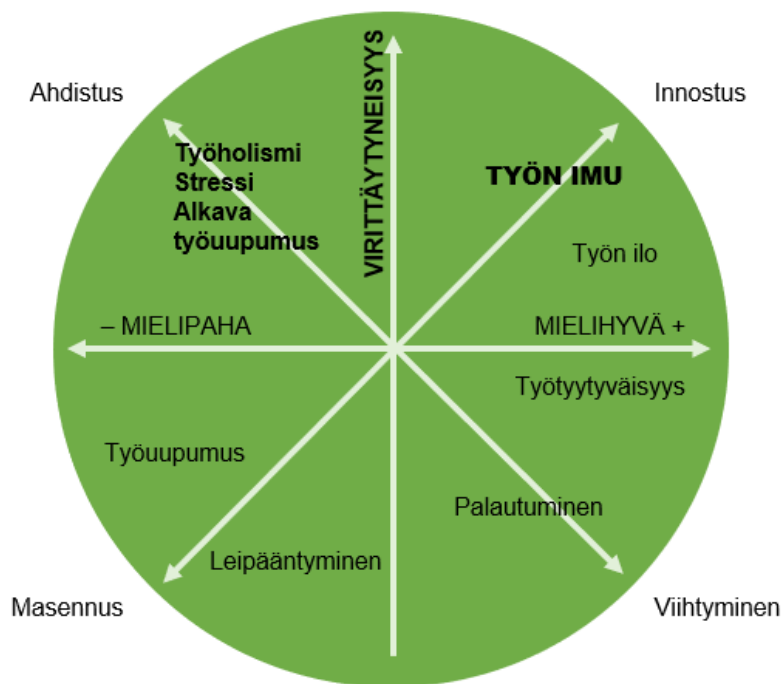 Ahdistus
Innostus
VIRITTÄYTYNEISYYS
Työholismi
Stressi
Alkava
työuupumus
TYÖN IMU
Työn ilo
– MIELIPAHA
MIELIHYVÄ +
Työtyytyväisyys
Työuupumus
Palautuminen
Leipääntyminen
Masennus
Viihtyminen